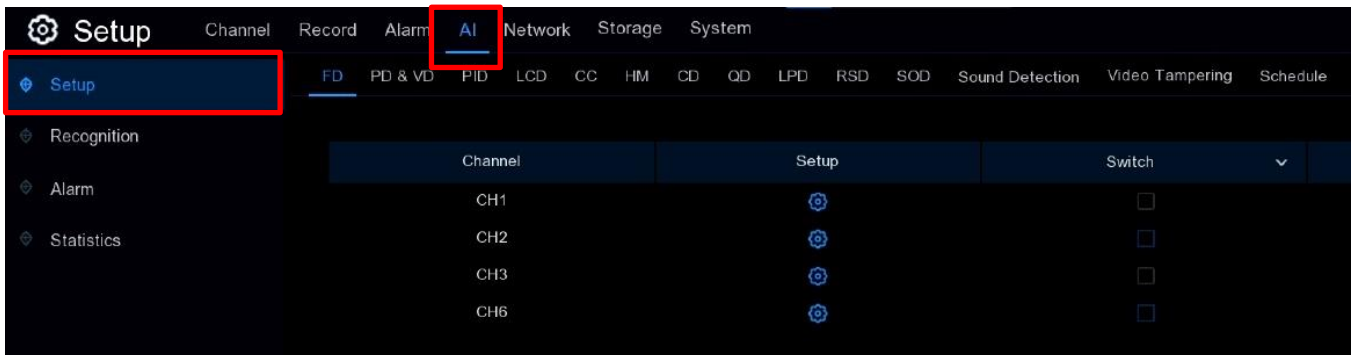 Setup Channel Record Alarm AI Network Storage System
Setup FD PD & VD PID LCD CC HM CD QD LPD RSD SOD Sound Detection Video Tampering Schedule
Recognition
Channel Setup Switch
Alarm
CH1
Statistics
CH2
CH3
CH6